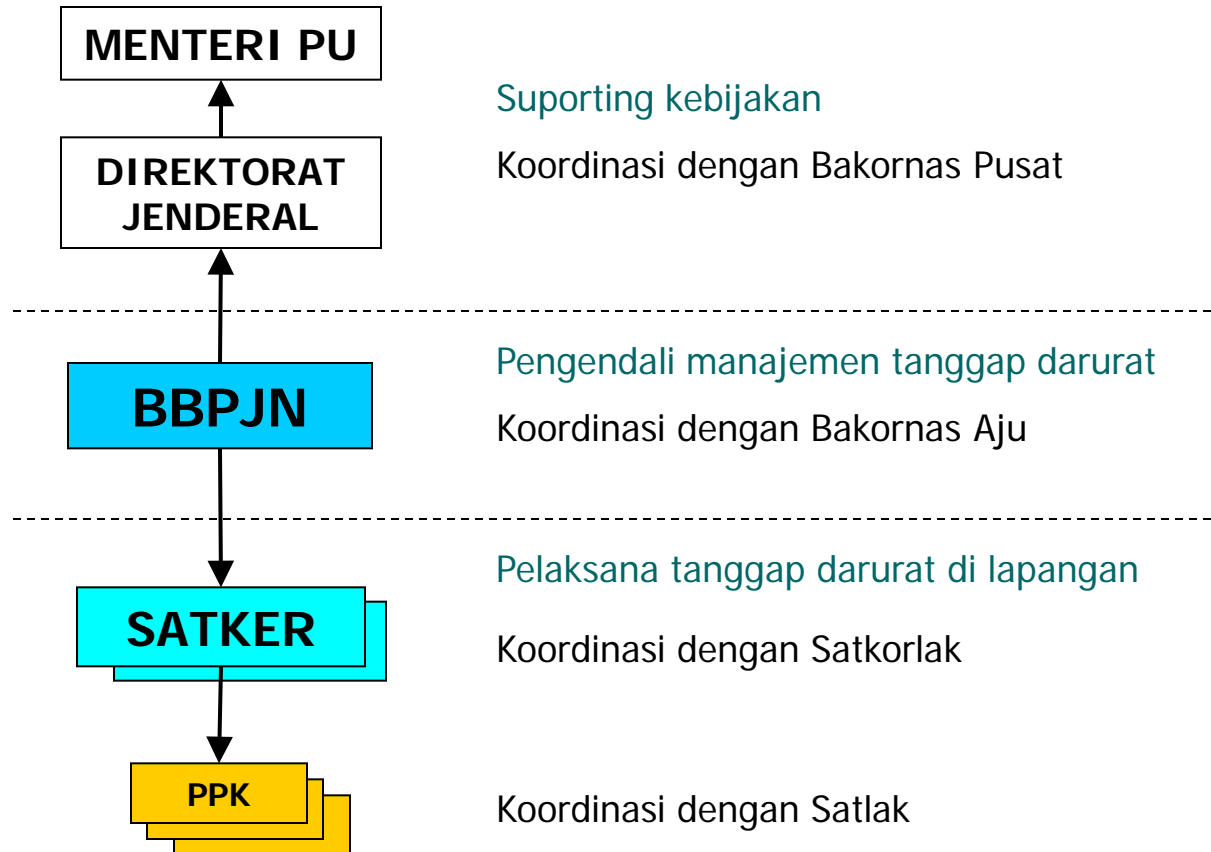 MENTERI PU
Suporting kebijakan
Koordinasi dengan Bakornas Pusat
DIREKTORAT
JENDERAL
Pengendali manajemen tanggap darurat
BBPJN
Koordinasi dengan Bakornas Aju
Pelaksana tanggap darurat di lapangan
SATKER
Koordinasi dengan Satkorlak
PPK
Koordinasi dengan Satlak